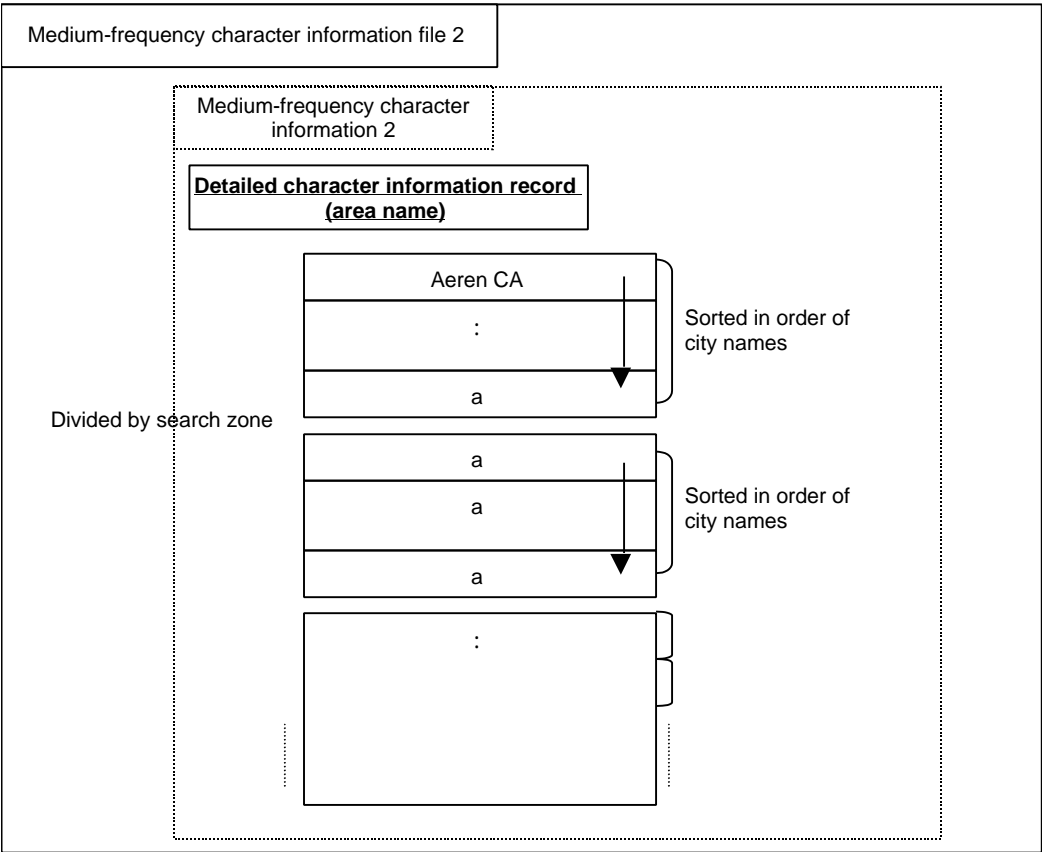 Medium-frequency character information file 2
Medium-frequency character
information 2
Detailed character information record
(area name)
Aeren CA
:
a
Sorted in order of
city names
Divided by search zone
a
a
a
Sorted in order of
city names
: